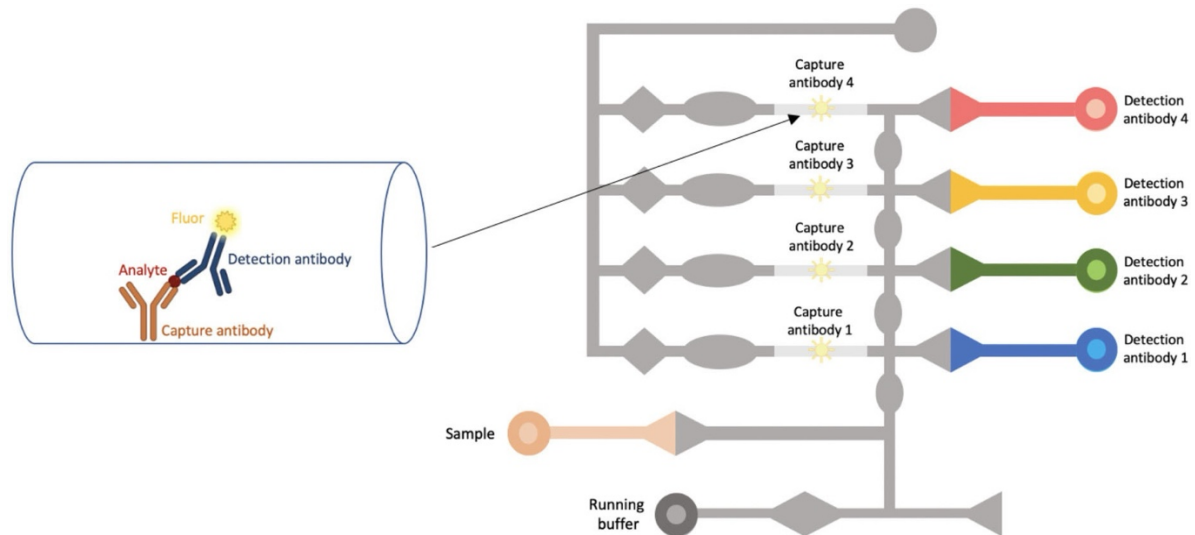 Capture
antibody 4
Detection
antibody 4
Capture
antibody 3
Detection
antibody 3
Fluor
Capture
antibody 2
Detection antibody
Analyte
Detection
antibody 2
Capture antibody
Capture
antibody 1
Detection
antibody 1
Sample
Running
buffer